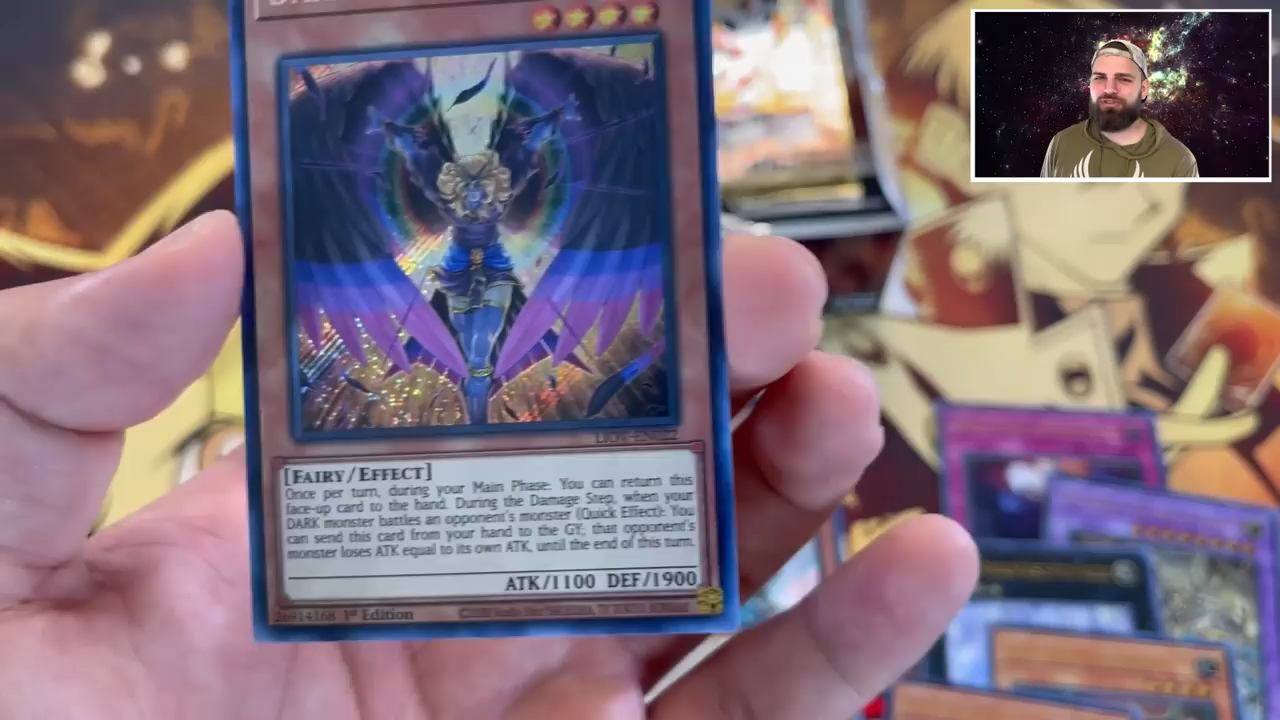 [FAIRY/EFFECT]
Once per turn, during your Main Phase: You can return this
face-up card to the hand. During the Damage Step, when your
DARK monster battles an opponent's monster (Quick Effect): You
can send this card from your hand to the GY; that opponent's
monster loses ATK equal to its own ATK, until the end of this turn.
ATK/1100 DEF/1900
1st Edition